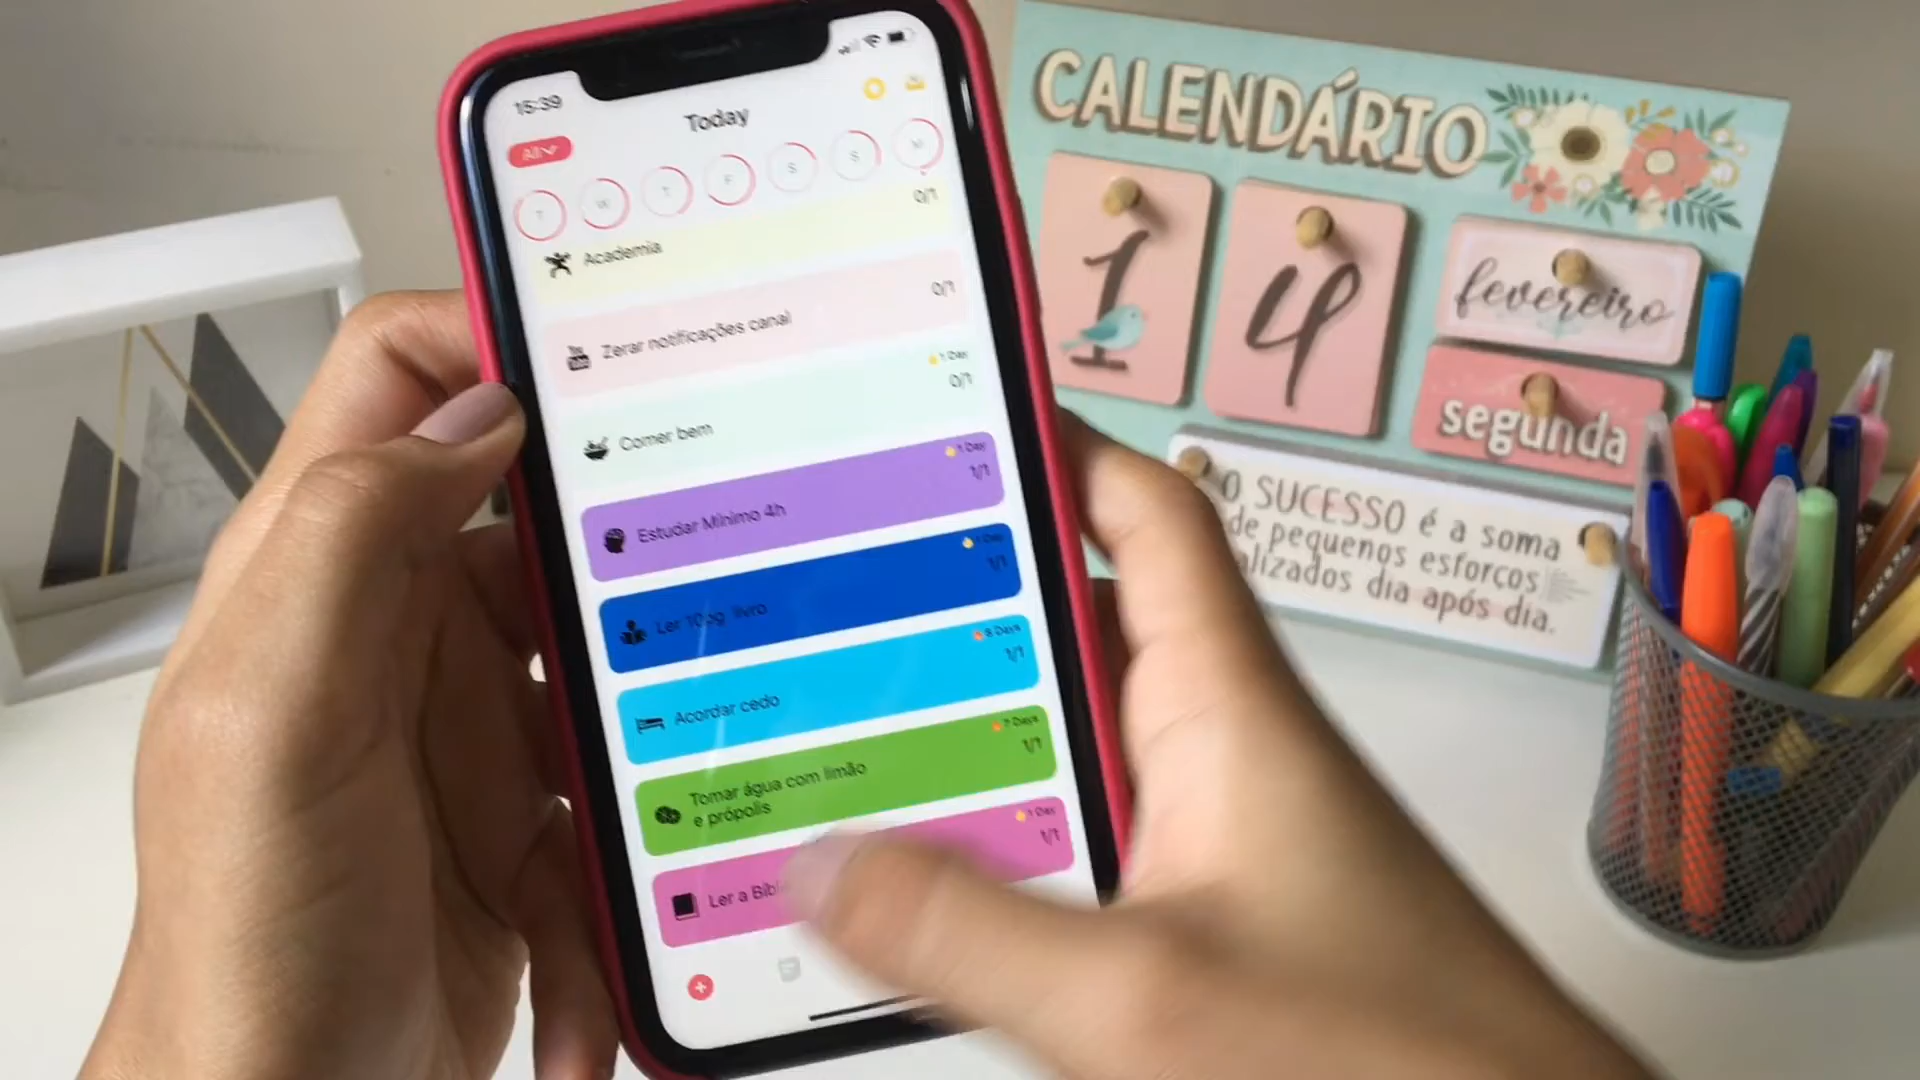 15:39
Today
All
T W T F S S M
0/1
Academia
0/1
Zerar notificações canal
1 Day
0/1
Comer bem
1 Day
1/1
Estudar Mínimo 4h
1 Day
1/1
Ler 10pg livro
8 Days
1/1
Acordar cedo
7 Days
1/1
Tomar água com limão
e própolis
1 Day
1/1
Ler a Bíbl
CALENDÁRIO
14
fevereiro
segunda
O SUCESSO é a soma
de pequenos esforços
alizados dia após dia.